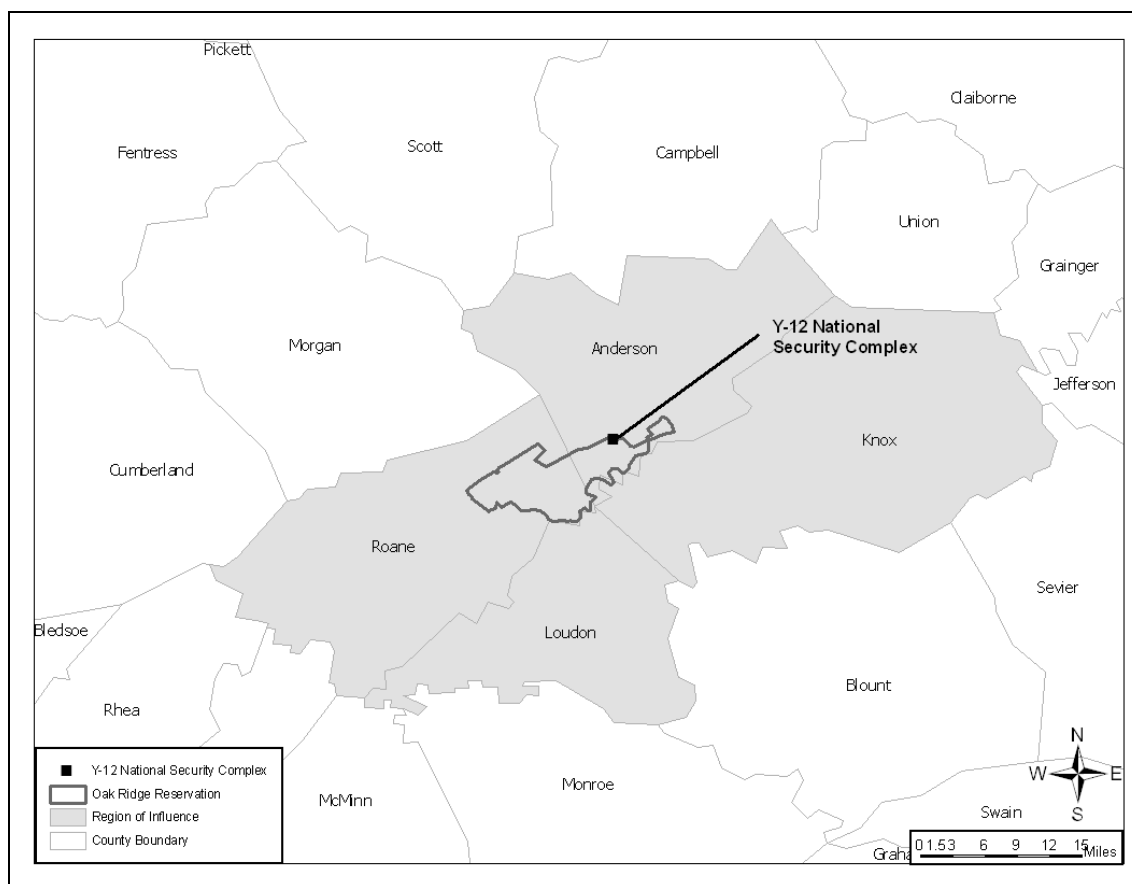 Pickett
Claiborne
Fentress
Scott
Campbell
Union
Grainger
Y-12 National
Security Complex
Morgan
Anderson
Jefferson
Knox
Cumberland
Roane
Sevier
Bledsoe
Loudon
Blount
Rhea
N
W
E
S
Y-12 National Security Complex
Oak Ridge Reservation
Region of Influence
County Boundary
McMinn
Monroe
Swain
Grah
0 1.5 3 6 9 12 15 Miles